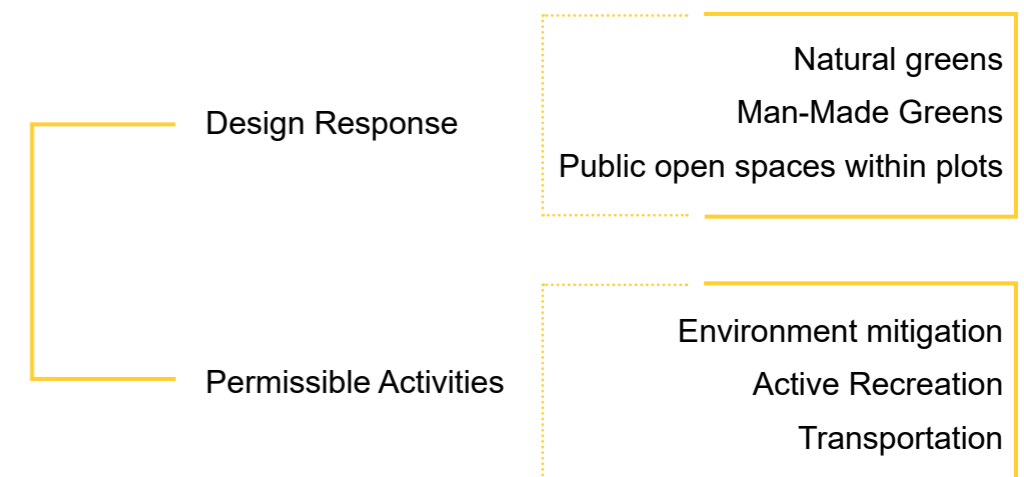 Design Response
Natural greens
Man-Made Greens
Public open spaces within plots
Permissible Activities
Environment mitigation
Active Recreation
Transportation